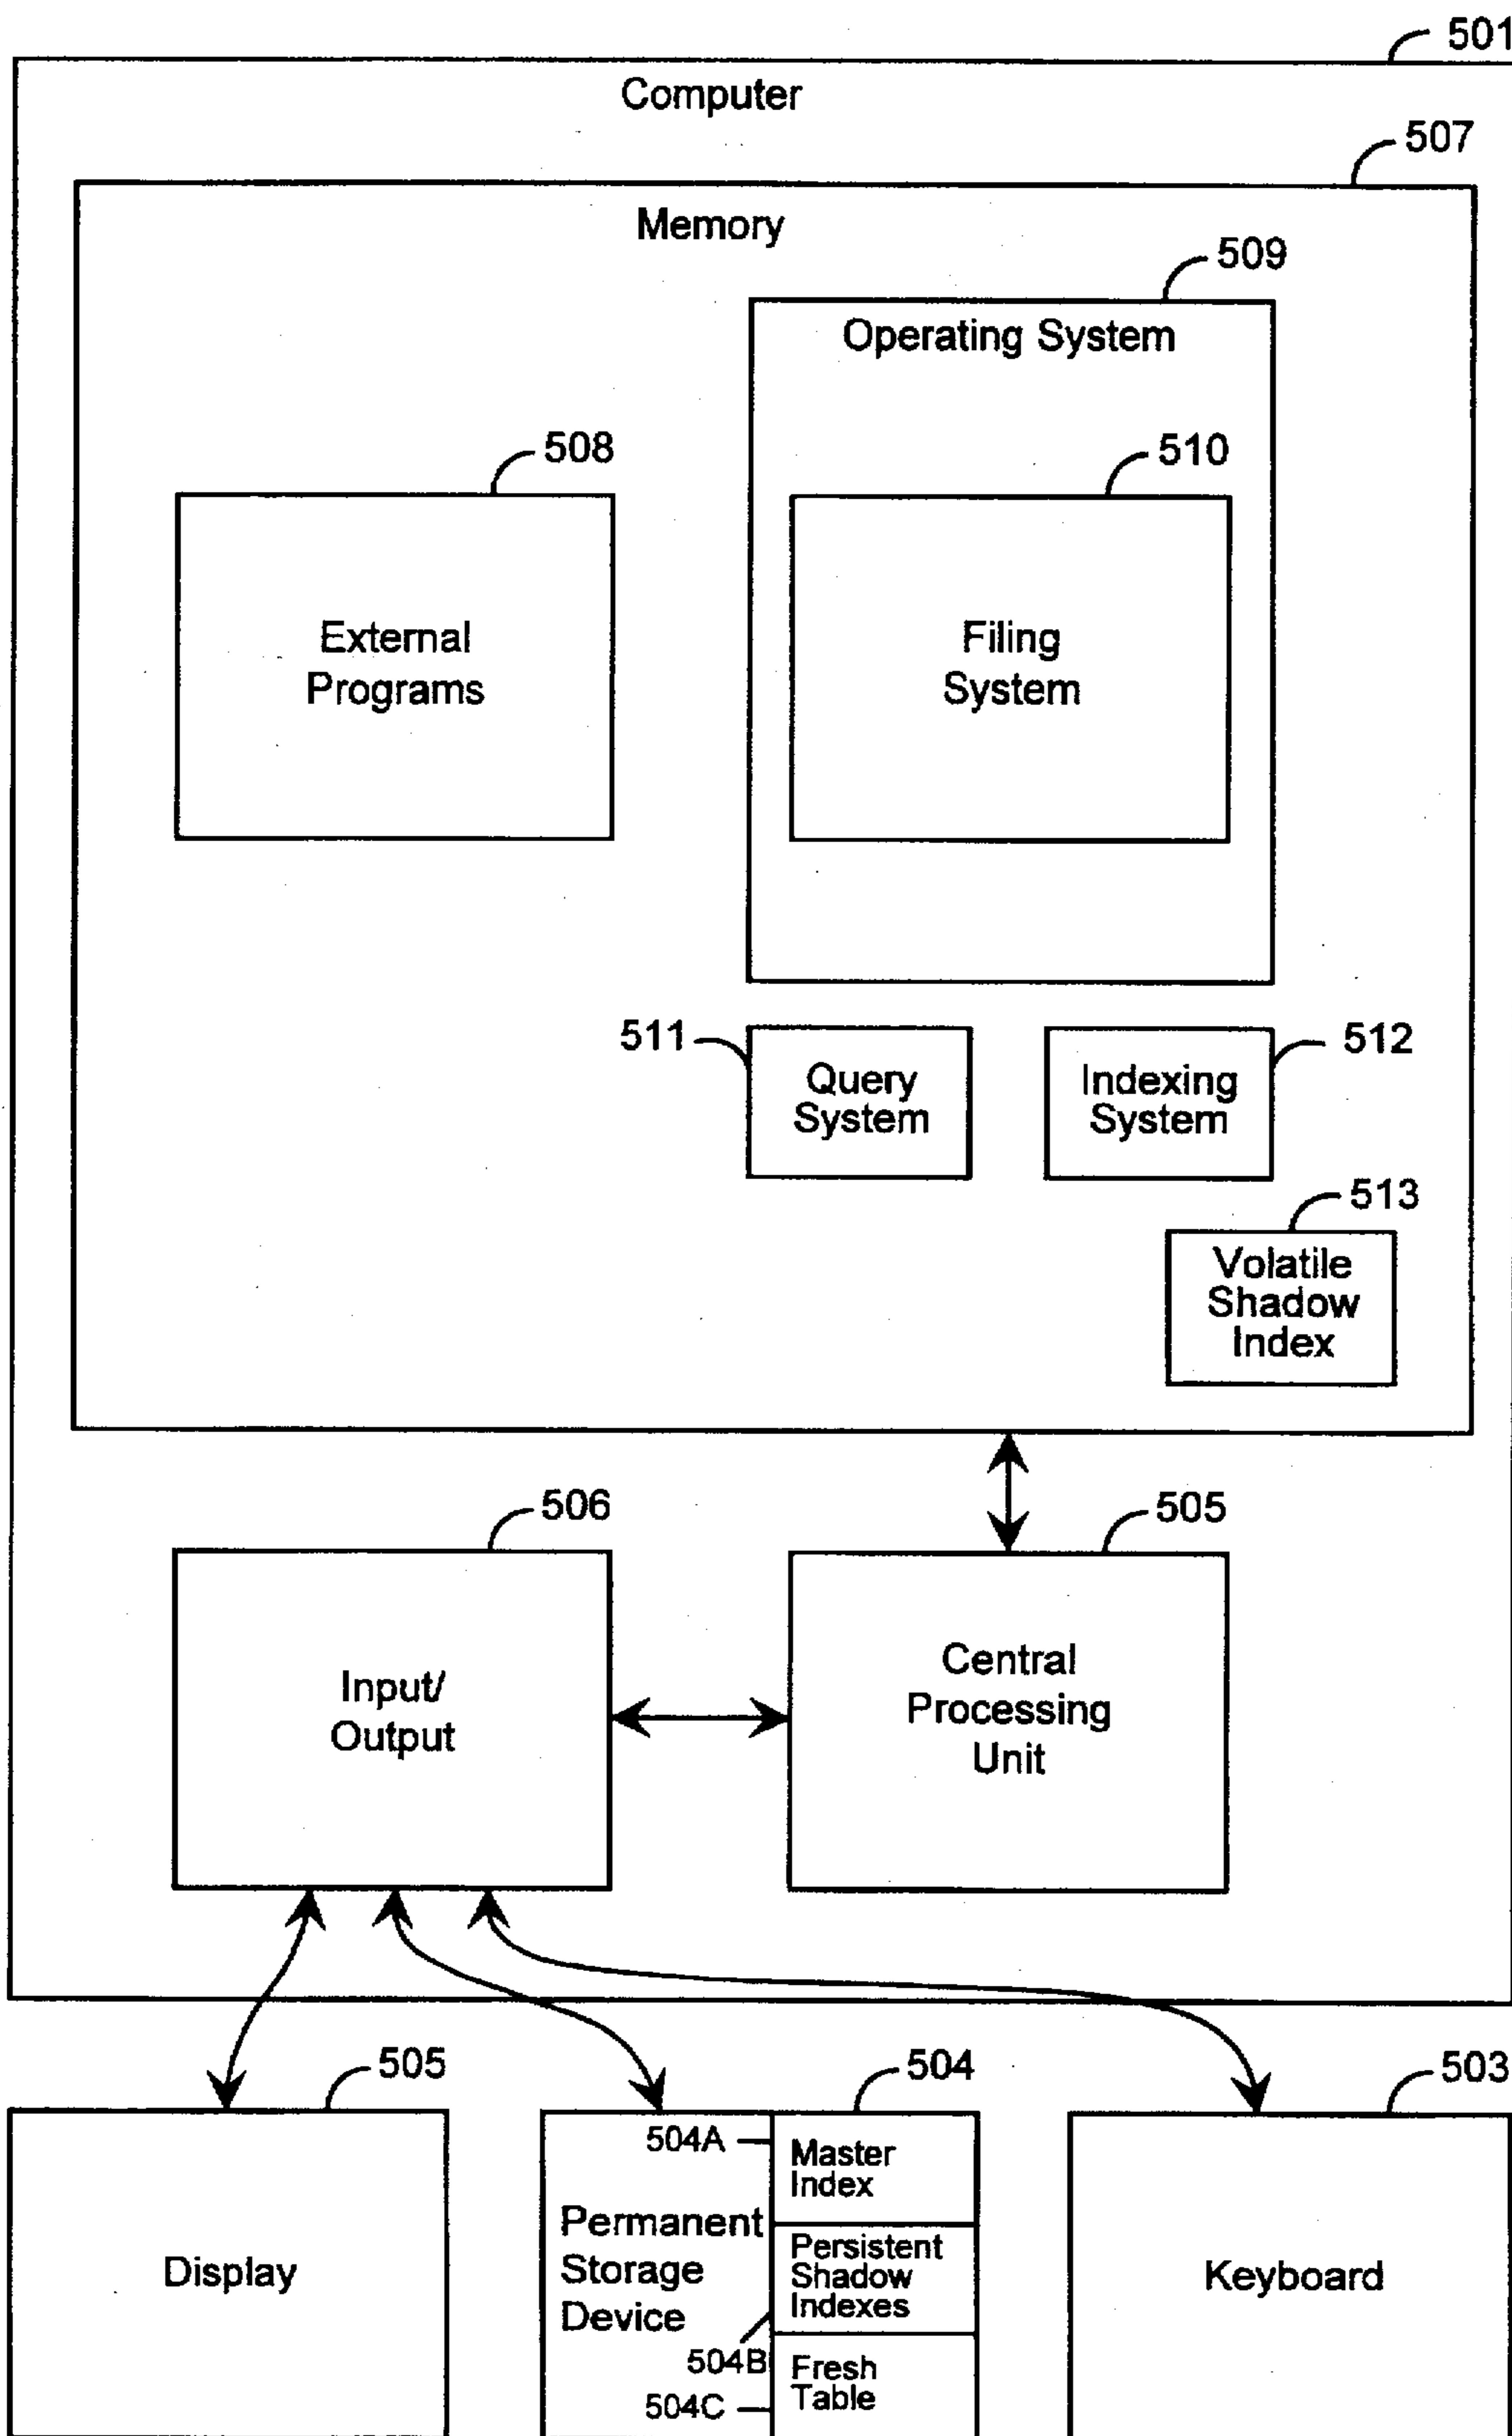 501
Computer
507
Memory
509
Operating System
508
510
External
Programs
Filing
System
511
Query
System
512
Indexing
System
513
Volatile
Shadow
Index
506
505
Input/
Output
Central
Processing
Unit
505
504
503
Display
504A
Permanent
Storage
Device
504B
504C
Master
Index
Persistent
Shadow
Indexes
Fresh
Table
Keyboard